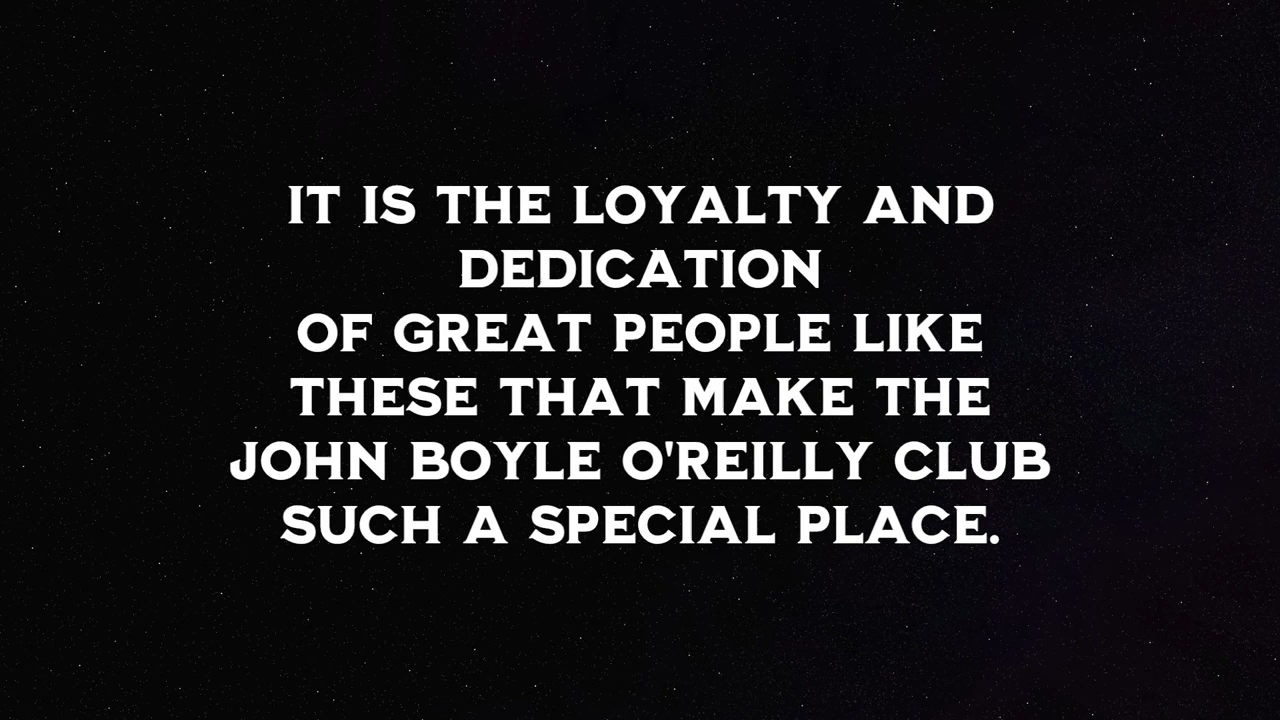 IT IS THE LOYALTY AND
DEDICATION
OF GREAT PEOPLE LIKE
THESE THAT MAKE THE
JOHN BOYLE O'REILLY CLUB
SUCH A SPECIAL PLACE.